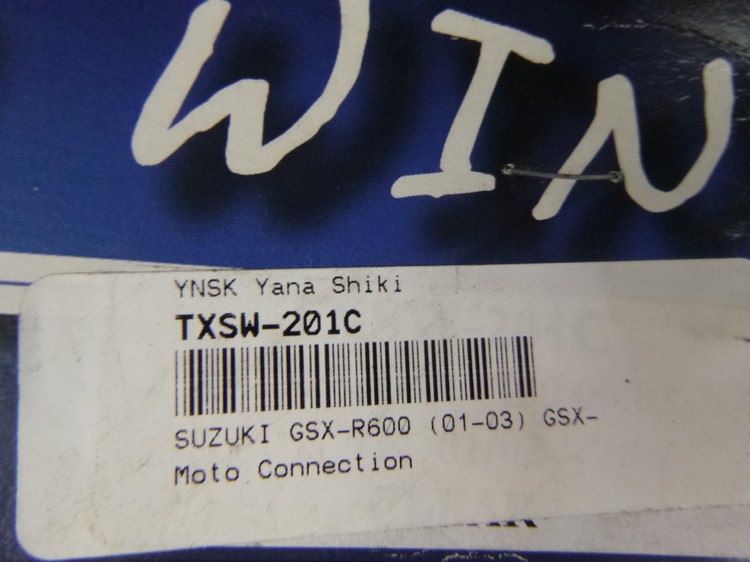 WIN
YNSK Yana Shiki
TXSW-201C
SUZUKI GSX-R600 (01-03) GSX-
Moto Connection